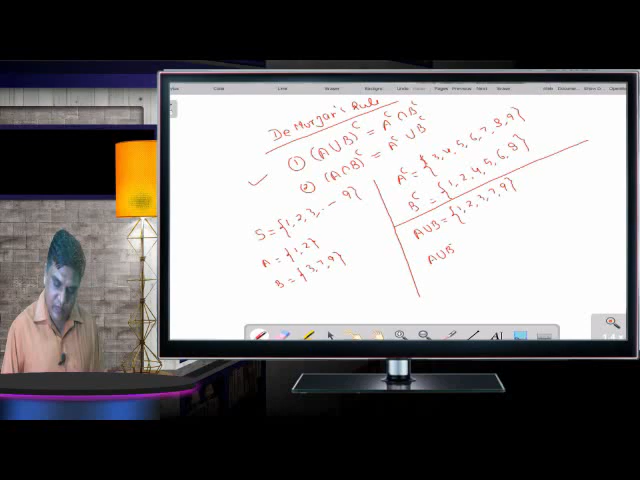 De Morgan's Rule
① (A∪B)ᶜ = Aᶜ ∩ Bᶜ
② (A∩B)ᶜ = Aᶜ ∪ Bᶜ
S = {1, 2, 3, .. - 9}
A = {1, 2}
B = {3, 7, 9}
Aᶜ = {3, 4, 5, 6, 7, 8, 9}
Bᶜ = {1, 2, 4, 5, 6, 8}
A∪B = {1, 2, 3, 7, 9}
A∪B